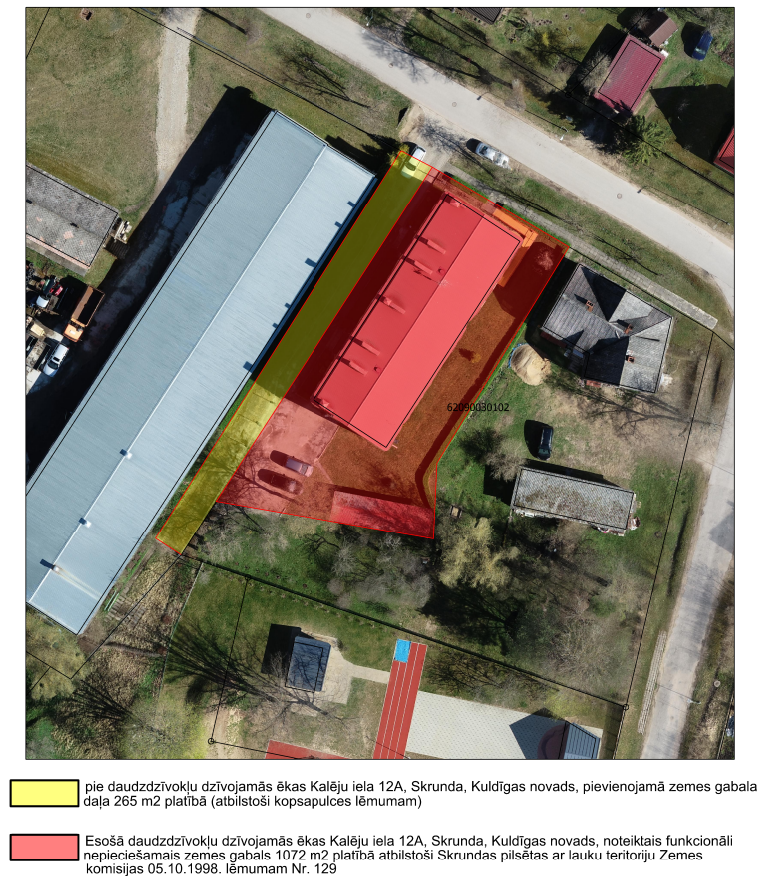 62090030102
pie daudzdzīvokļu dzīvojamās ēkas Kalēju iela 12A, Skrunda, Kuldīgas novads, pievienojamā zemes gabala
daļa 265 m2 platībā (atbilstoši kopsapulces lēmumam)
Esošā daudzdzīvokļu dzīvojamās ēkas Kalēju iela 12A, Skrunda, Kuldīgas novads, noteiktais funkcionāli
nepieciešamais zemes gabals 1072 m2 platībā atbilstoši Skrundas pilsētas ar lauku teritoriju Zemes
komisijas 05.10.1998. lēmumam Nr. 129